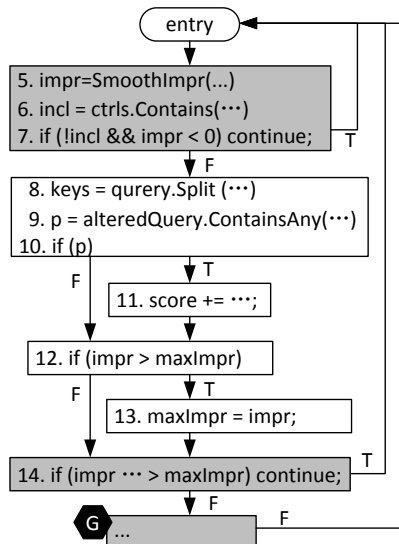 entry
5. impr=SmoothImpr(...)
6. incl = ctrls.Contains(⋯)
7. if (!incl && impr < 0) continue;
T
F
8. keys = qurery.Split (⋯)
9. p = alteredQuery.ContainsAny(⋯)
10. if (p)
F
T
11. score += ⋯;
12. if (impr > maxImpr)
F
T
13. maxImpr = impr;
14. if (impr ⋯ > maxImpr) continue;
T
F
G
...
F